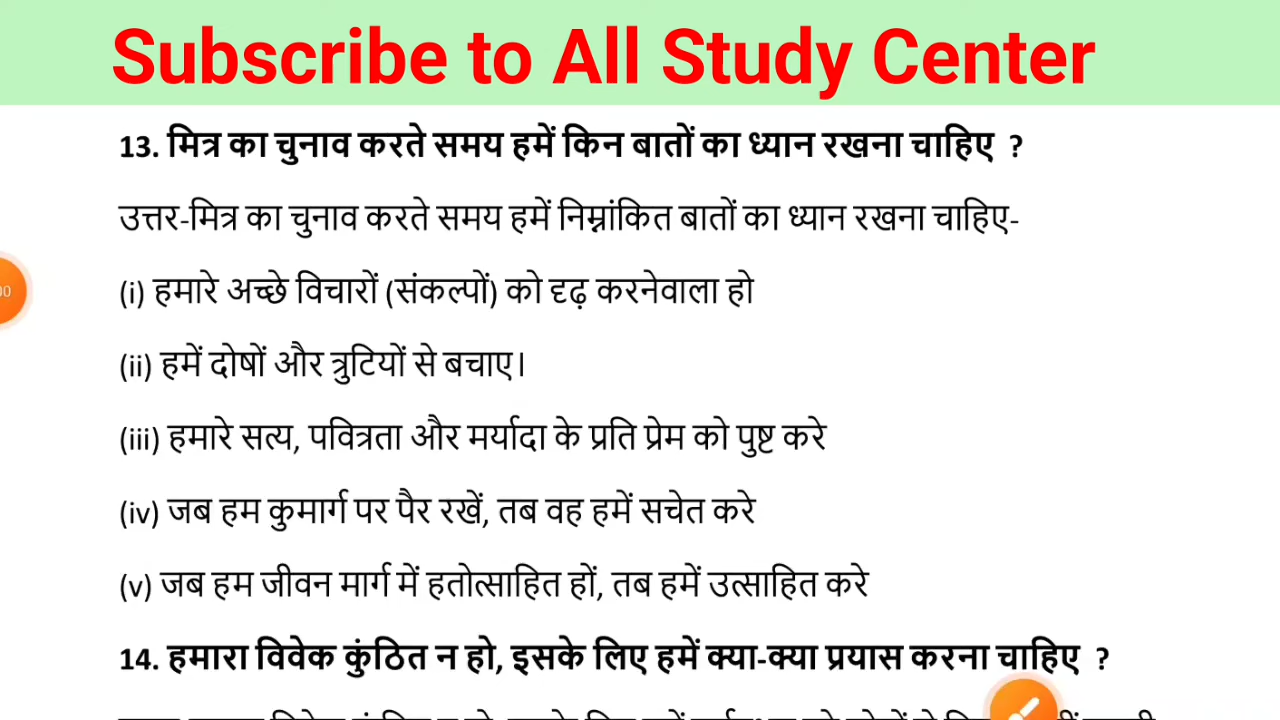 Subscribe to All Study Center
13. मित्र का चुनाव करते समय हमें किन बातों का ध्यान रखना चाहिए ?
उत्तर-मित्र का चुनाव करते समय हमें निम्नांकित बातों का ध्यान रखना चाहिए-
(i) हमारे अच्छे विचारों (संकल्पों) को दृढ़ करनेवाला हो
(ii) हमें दोषों और त्रुटियों से बचाए।
(iii) हमारे सत्य, पवित्रता और मर्यादा के प्रति प्रेम को पुष्ट करे
(iv) जब हम कुमार्ग पर पैर रखें, तब वह हमें सचेत करे
(v) जब हम जीवन मार्ग में हतोत्साहित हों, तब हमें उत्साहित करे
14. हमारा विवेक कुंठित न हो, इसके लिए हमें क्या-क्या प्रयास करना चाहिए ?